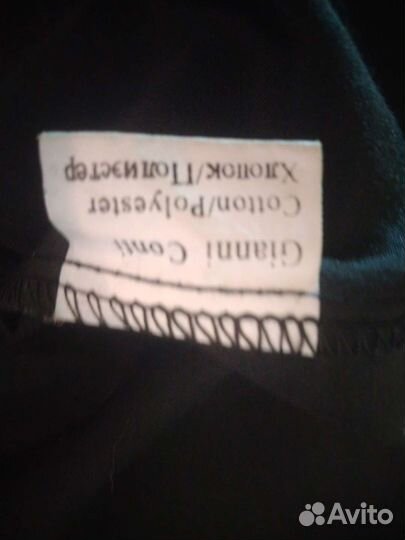 Gianni Conti
Cotton/Polyester
Хлопок/Полиэстер
Avito